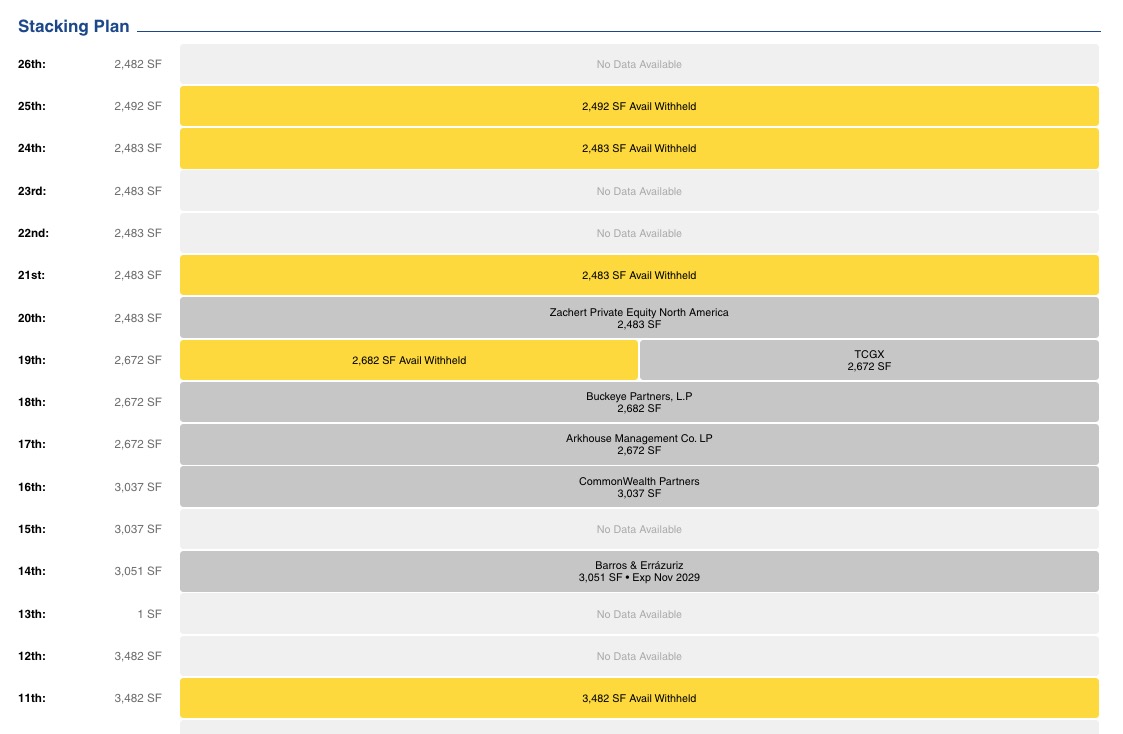 Stacking Plan
26th: 2,482 SF No Data Available
25th: 2,492 SF 2,492 SF Avail Withheld
24th: 2,483 SF 2,483 SF Avail Withheld
23rd: 2,483 SF No Data Available
22nd: 2,483 SF No Data Available
21st: 2,483 SF 2,483 SF Avail Withheld
20th: 2,483 SF Zachert Private Equity North America
2,483 SF
19th: 2,672 SF 2,682 SF Avail Withheld TCGX
2,672 SF
18th: 2,672 SF Buckeye Partners, L.P
2,682 SF
17th: 2,672 SF Arkhouse Management Co. LP
2,672 SF
16th: 3,037 SF CommonWealth Partners
3,037 SF
15th: 3,037 SF No Data Available
14th: 3,051 SF Barros & Errázuriz
3,051 SF • Exp Nov 2029
13th: 1 SF No Data Available
12th: 3,482 SF No Data Available
11th: 3,482 SF 3,482 SF Avail Withheld